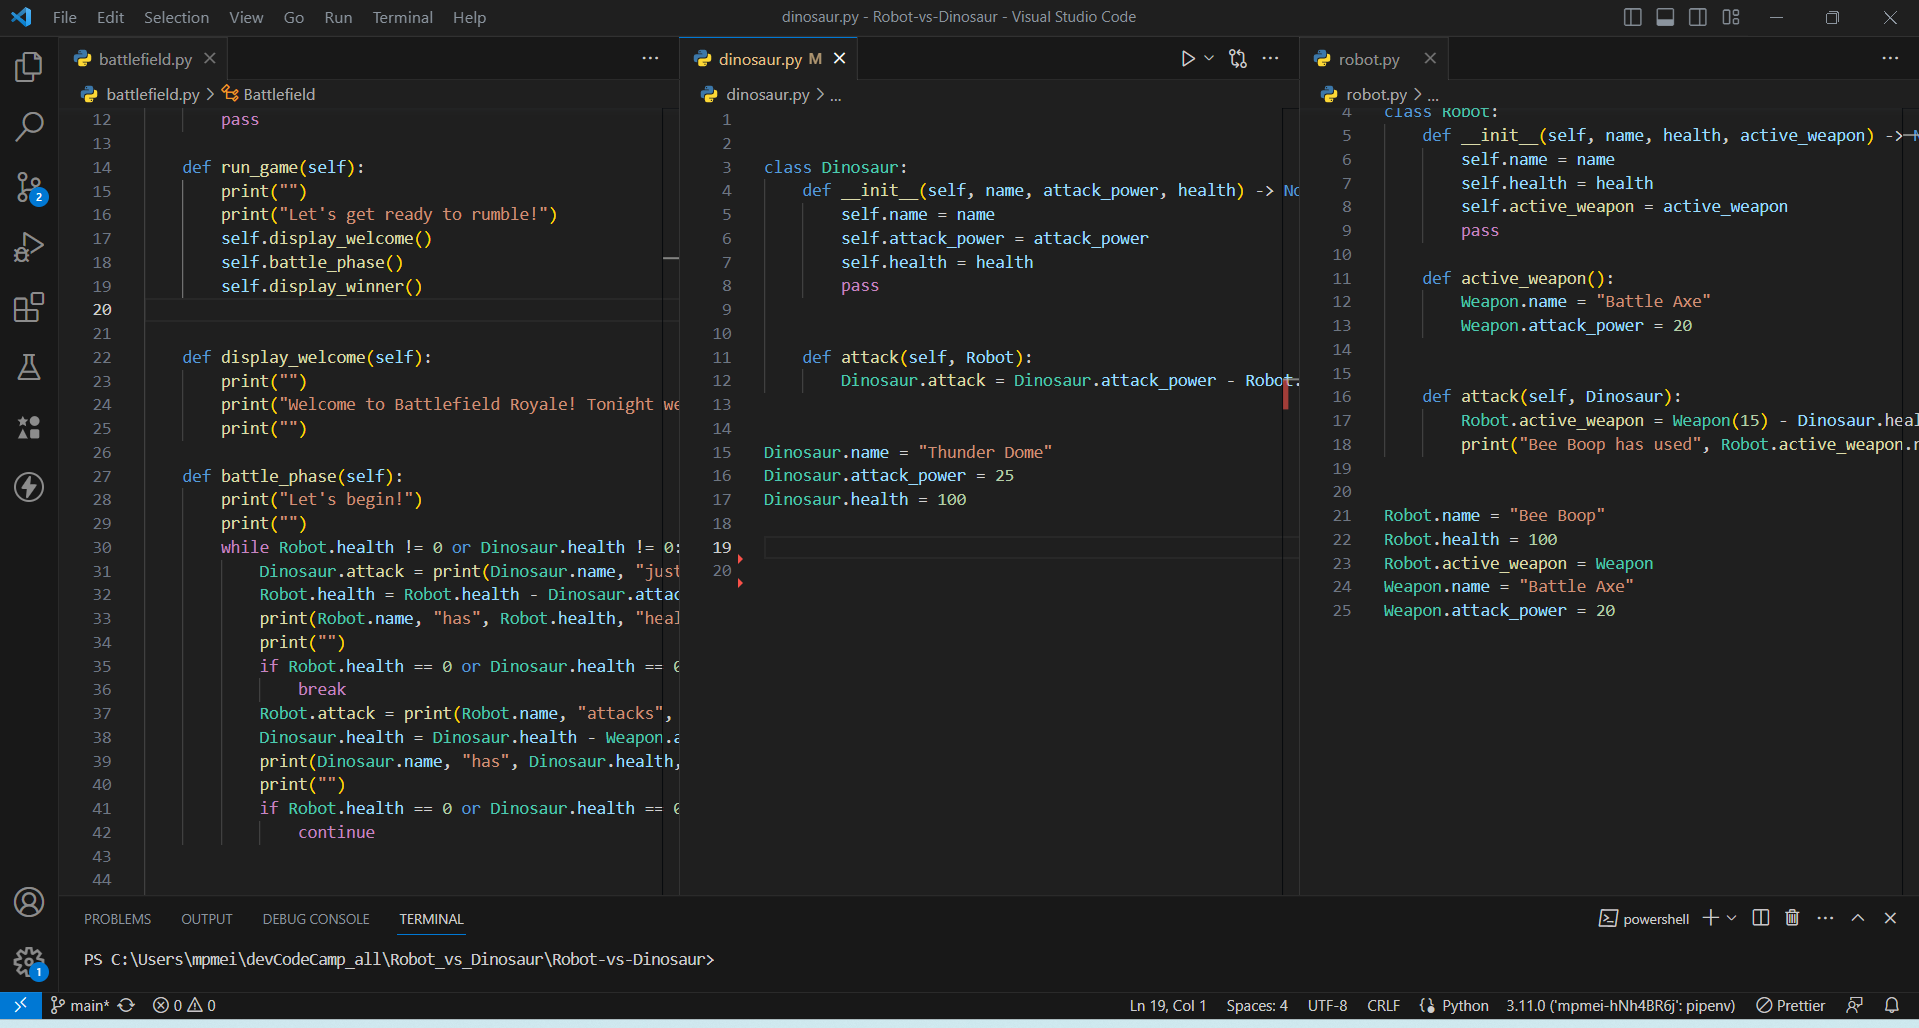 File Edit Selection View Go Run Terminal Help
dinosaur.py - Robot-vs-Dinosaur - Visual Studio Code
battlefield.py
battlefield.py > Battlefield
12 pass
13
14 def run_game(self):
15 print("")
16 print("Let's get ready to rumble!")
17 self.display_welcome()
18 self.battle_phase()
19 self.display_winner()
20
21
22 def display_welcome(self):
23 print("")
24 print("Welcome to Battlefield Royale! Tonight we
25 print("")
26
27 def battle_phase(self):
28 print("Let's begin!")
29 print("")
30 while Robot.health != 0 or Dinosaur.health != 0:
31 Dinosaur.attack = print(Dinosaur.name, "just
32 Robot.health = Robot.health - Dinosaur.attac
33 print(Robot.name, "has", Robot.health, "heal
34 print("")
35 if Robot.health == 0 or Dinosaur.health == 0
36 break
37 Robot.attack = print(Robot.name, "attacks",
38 Dinosaur.health = Dinosaur.health - Weapon.a
39 print(Dinosaur.name, "has", Dinosaur.health,
40 print("")
41 if Robot.health == 0 or Dinosaur.health == 0
42 continue
43
44
dinosaur.py M
dinosaur.py > ...
1
2
3 class Dinosaur:
4 def __init__(self, name, attack_power, health) -> No
5 self.name = name
6 self.attack_power = attack_power
7 self.health = health
8 pass
9
10
11 def attack(self, Robot):
12 Dinosaur.attack = Dinosaur.attack_power - Robot.
13
14
15 Dinosaur.name = "Thunder Dome"
16 Dinosaur.attack_power = 25
17 Dinosaur.health = 100
18
19
20
robot.py
robot.py > ...
4 class Robot:
5 def __init__(self, name, health, active_weapon) -> N
6 self.name = name
7 self.health = health
8 self.active_weapon = active_weapon
9 pass
10
11 def active_weapon():
12 Weapon.name = "Battle Axe"
13 Weapon.attack_power = 20
14
15
16 def attack(self, Dinosaur):
17 Robot.active_weapon = Weapon(15) - Dinosaur.heal
18 print("Bee Boop has used", Robot.active_weapon.n
19
20
21 Robot.name = "Bee Boop"
22 Robot.health = 100
23 Robot.active_weapon = Weapon
24 Weapon.name = "Battle Axe"
25 Weapon.attack_power = 20
2
1
PROBLEMS OUTPUT DEBUG CONSOLE TERMINAL
powershell
PS C:\Users\mpmei\devCodeCamp_all\Robot_vs_Dinosaur\Robot-vs-Dinosaur>
main* 0 0
Ln 19, Col 1 Spaces: 4 UTF-8 CRLF Python 3.11.0 ('mpmei-hNh4BR6j': pipenv) Prettier